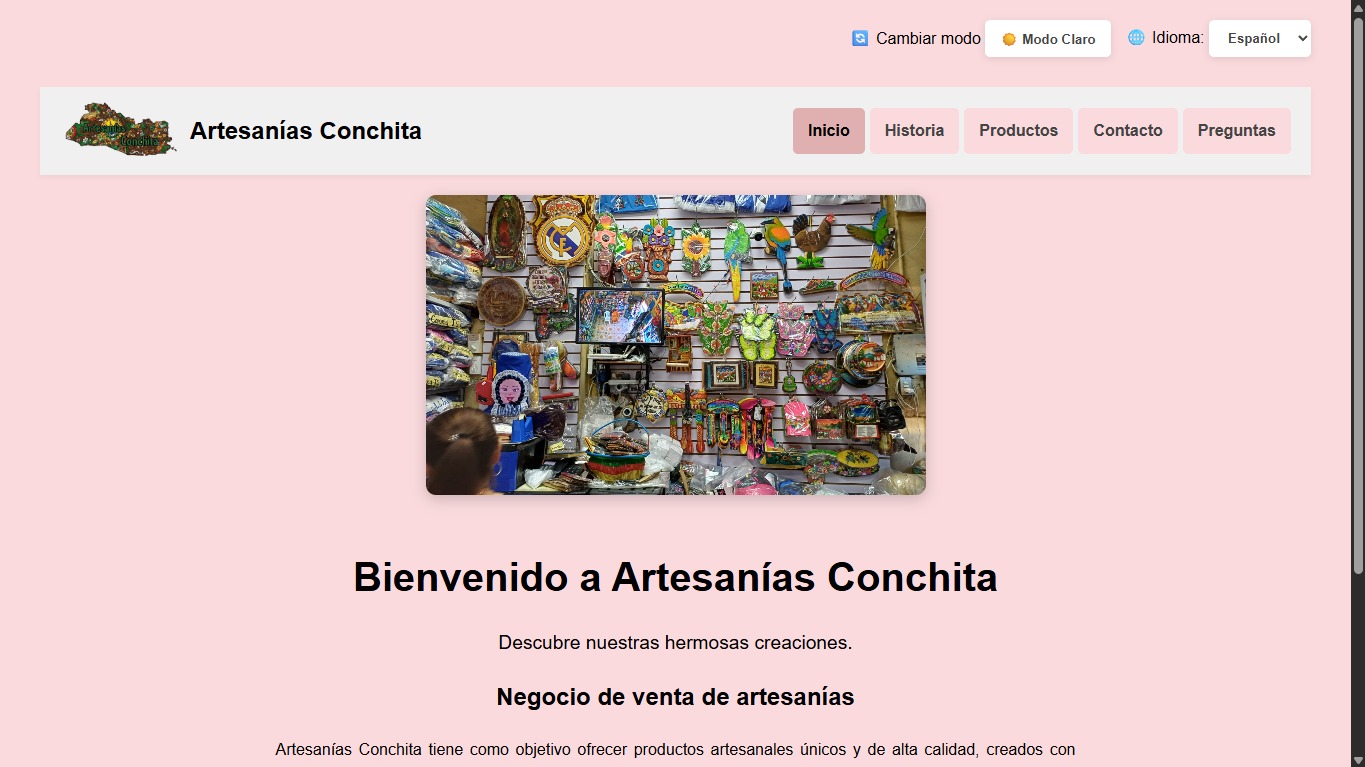 Cambiar modo Modo Claro Idioma: Español
Artesanías Conchita
Artesanías Conchita
Inicio Historia Productos Contacto Preguntas
Bienvenido a Artesanías Conchita
Descubre nuestras hermosas creaciones.
Negocio de venta de artesanías
Artesanías Conchita tiene como objetivo ofrecer productos artesanales únicos y de alta calidad, creados con